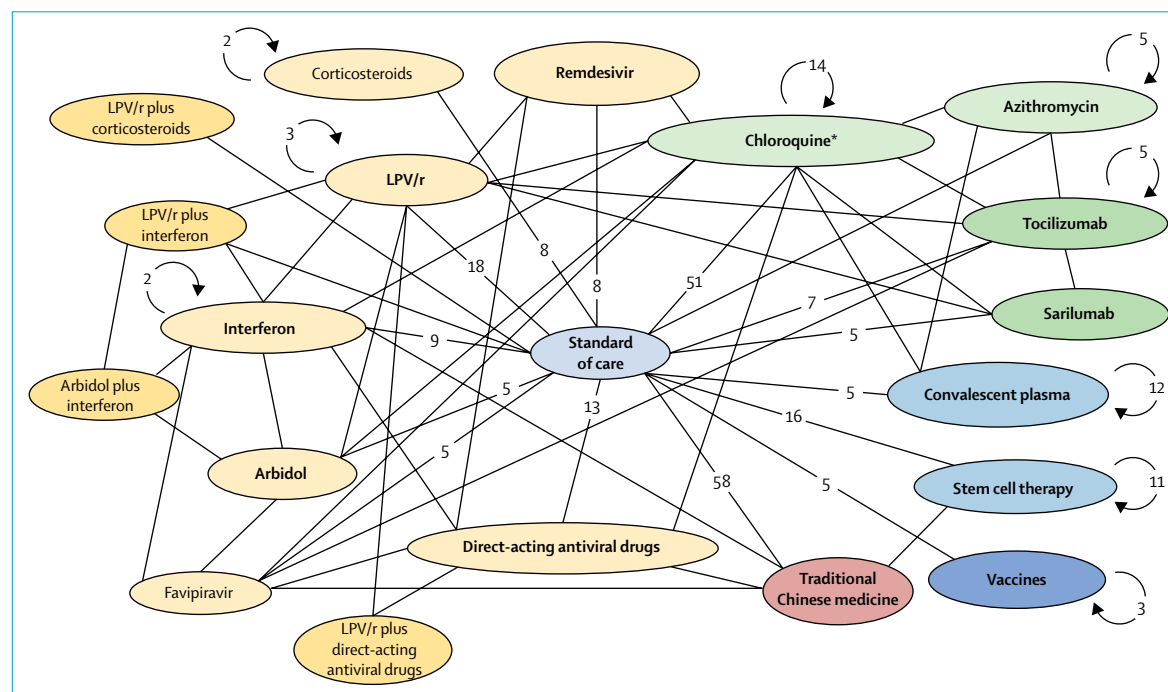 2
Corticosteroids
Remdesivir
14
5
Azithromycin
LPV/r plus
corticosteroids
3
LPV/r
Chloroquine*
5
Tocilizumab
LPV/r plus
interferon
18
8
8
51
7
2
Interferon
9
5
Sarilumab
Standard
of care
Arbidol plus
interferon
5
13
5
Convalescent plasma
12
16
5
Arbidol
58
5
Stem cell therapy
11
Direct-acting antiviral drugs
Favipiravir
Traditional
Chinese medicine
Vaccines
3
LPV/r plus
direct-acting
antiviral drugs